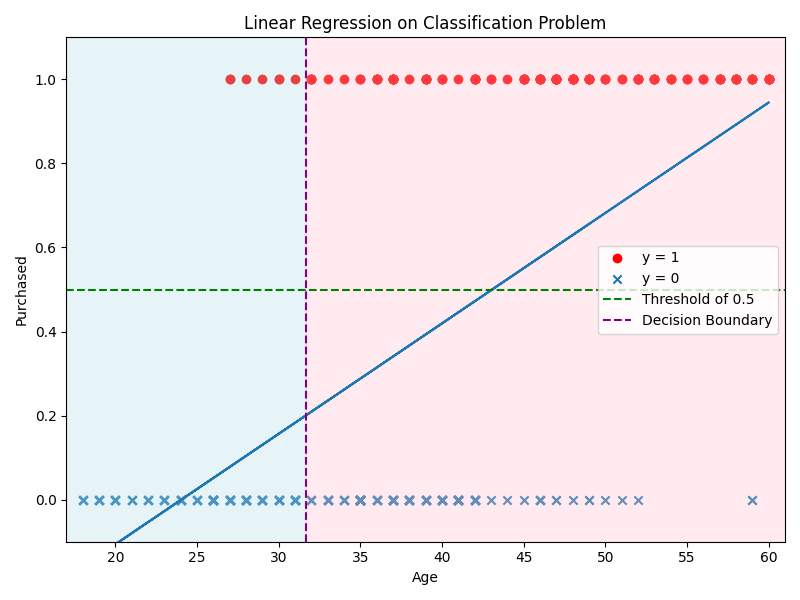 Linear Regression on Classification Problem
1.0
0.8
0.6
0.4
0.2
0.0
Purchased
y = 1
y = 0
Threshold of 0.5
Decision Boundary
20 25 30 35 40 45 50 55 60
Age